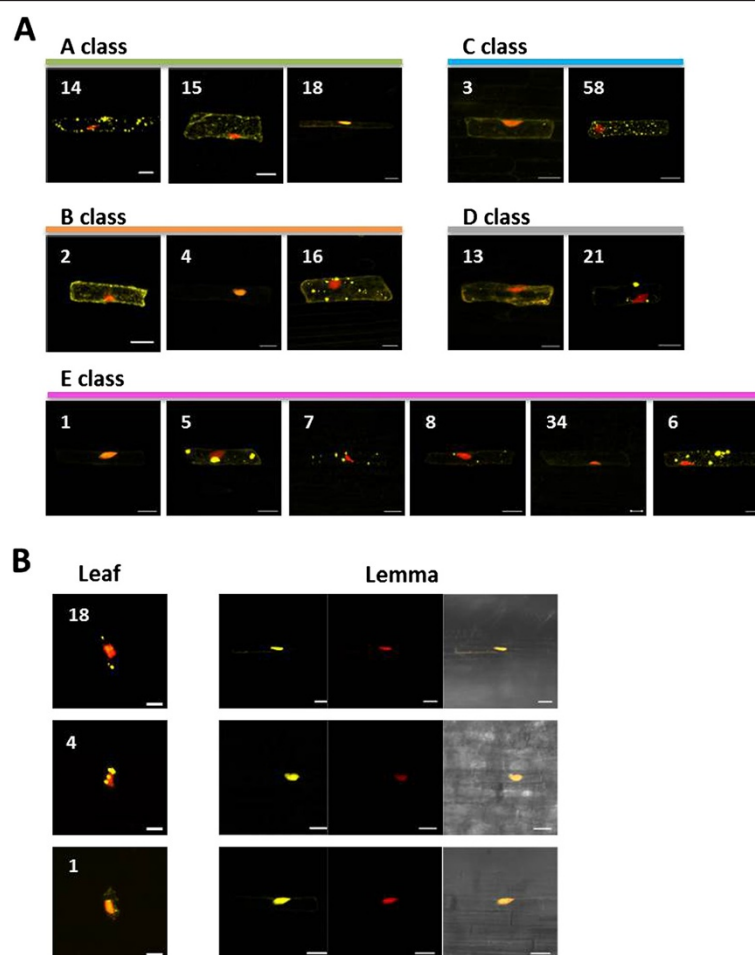 A
A class
C class
14 15 18 3 58
B class
D class
2 4 16 13 21
E class
1 5 7 8 34 6
B
Leaf Lemma
18
4
1